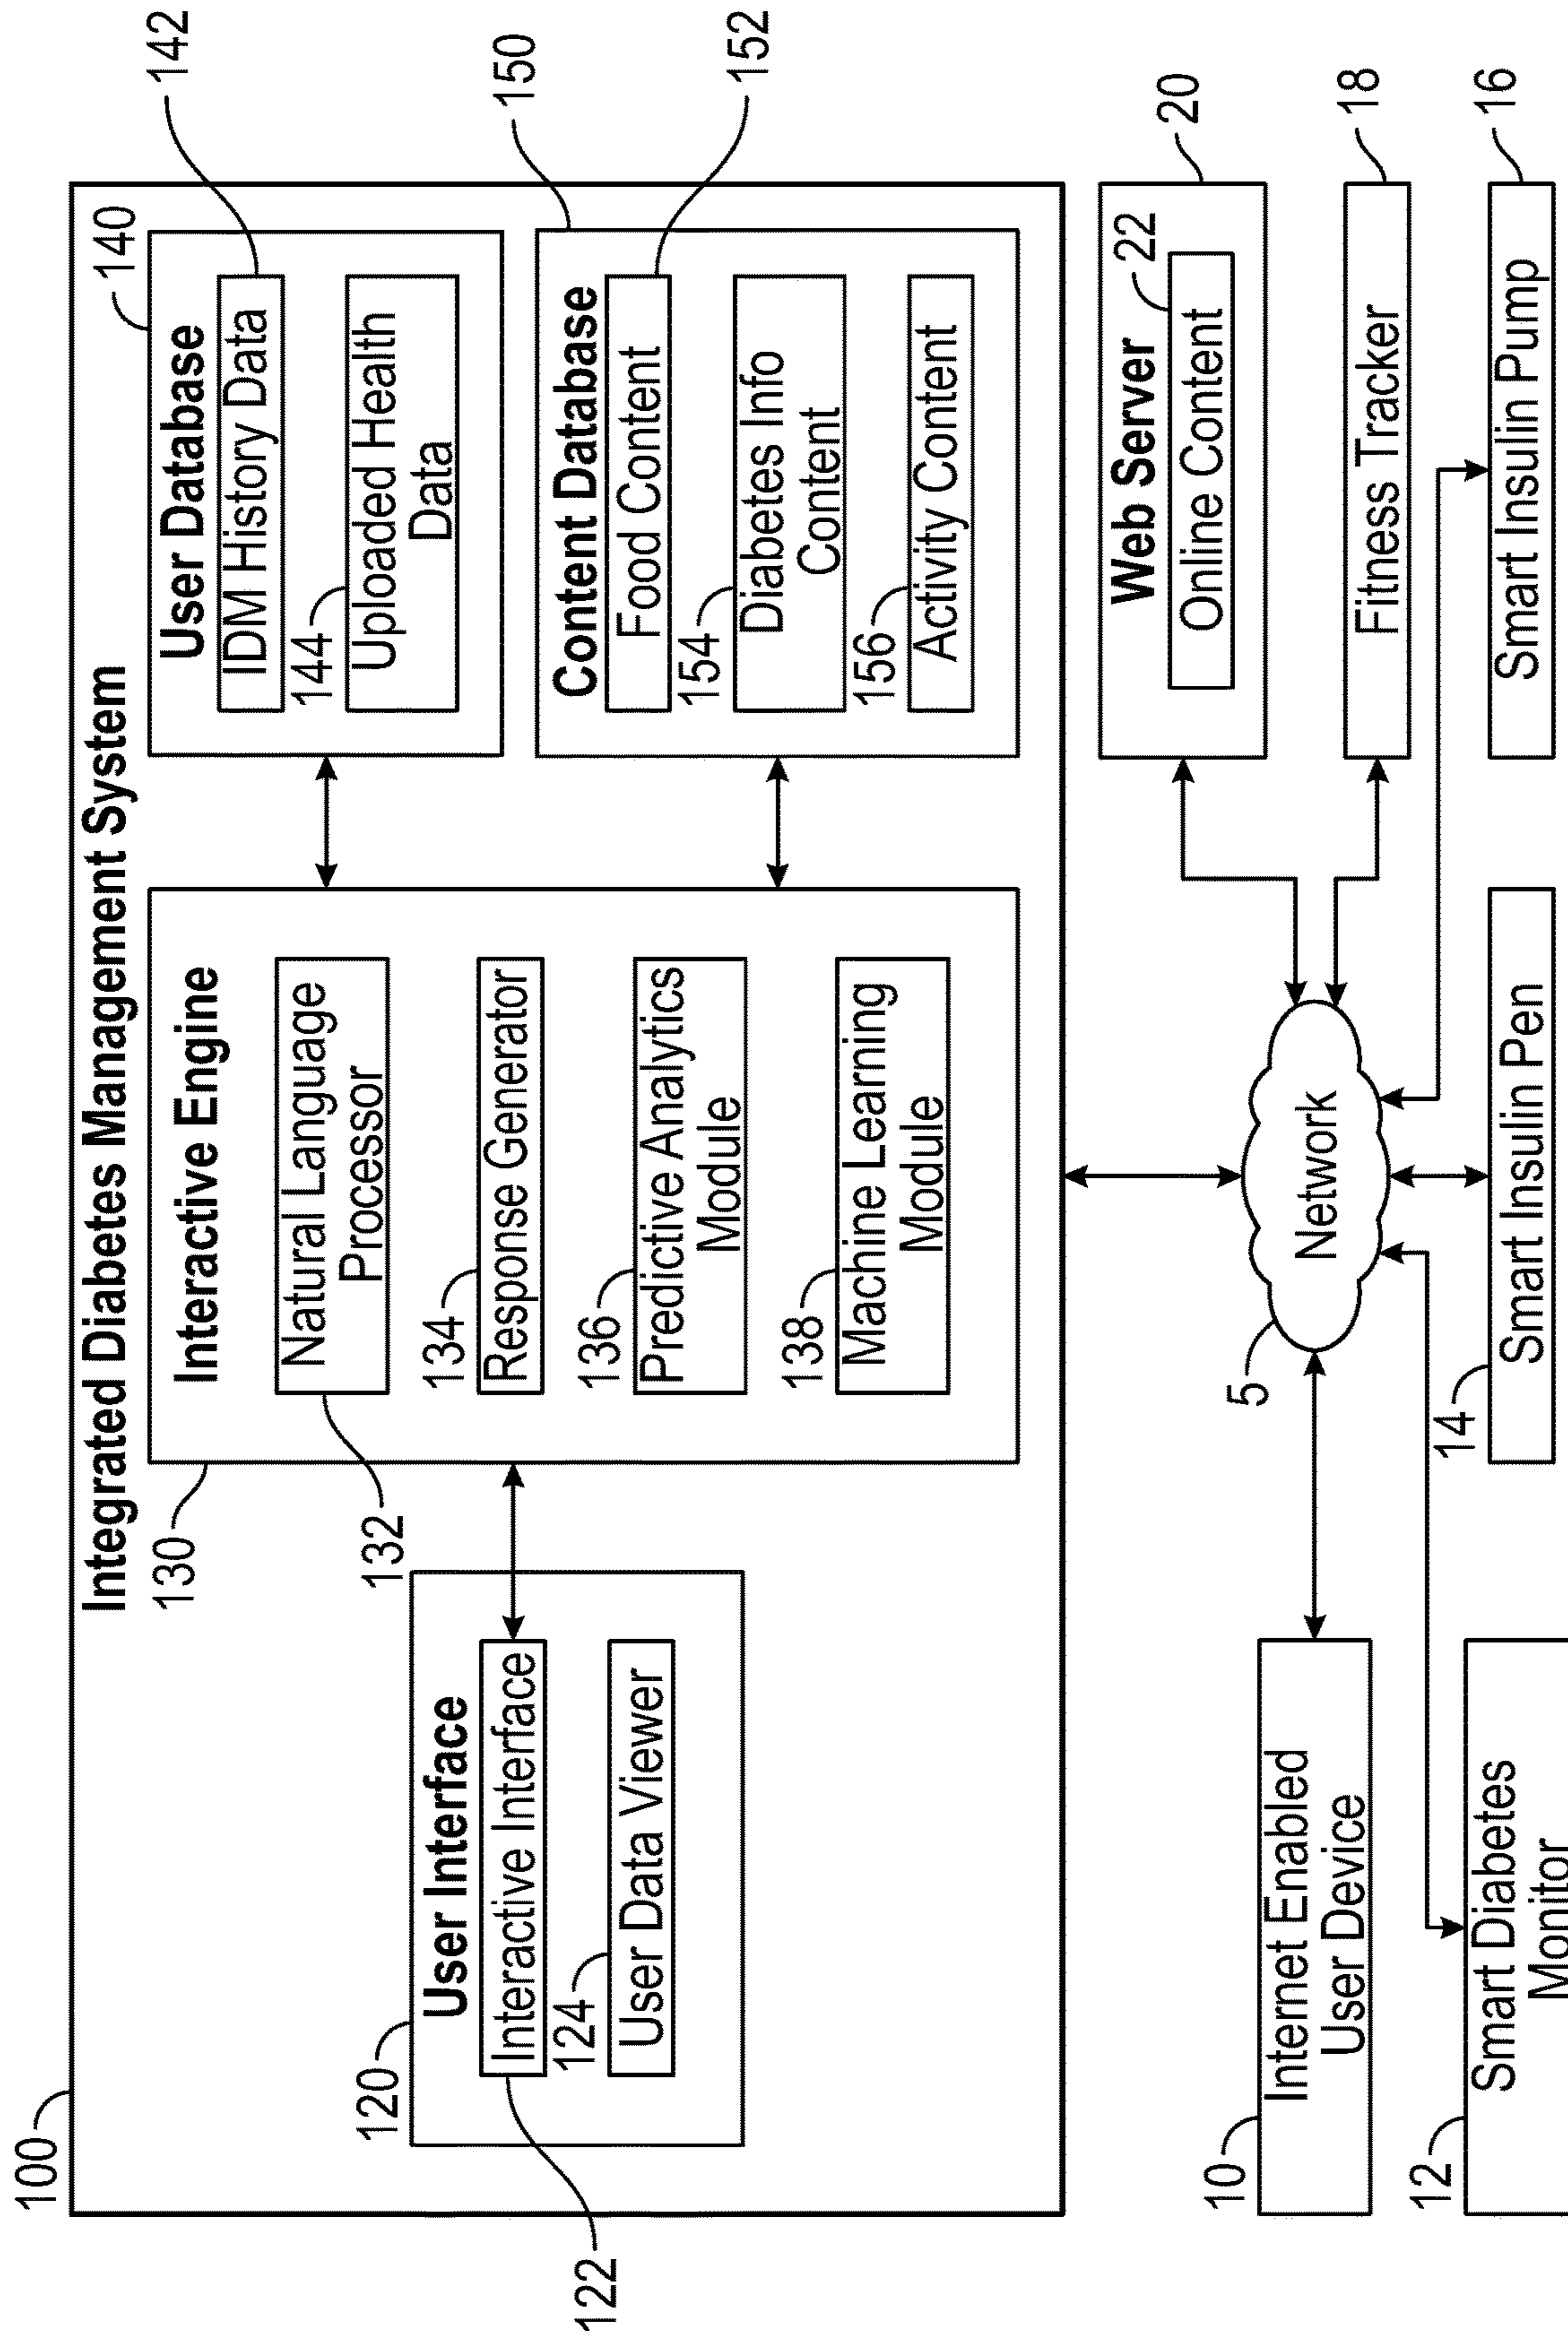 100
Integrated Diabetes Management System
120
User Interface
Interactive Interface
122
124
User Data Viewer
130
Interactive Engine
132
Natural Language
Processor
134
Response Generator
136
Predictive Analytics
Module
138
Machine Learning
Module
140
User Database
IDM History Data
142
144
Uploaded Health
Data
150
Content Database
Food Content
152
154
Diabetes Info
Content
156
Activity Content
10
Internet Enabled
User Device
12
Smart Diabetes
Monitor
5
Network
14
Smart Insulin Pen
Web Server
20
22
Online Content
Fitness Tracker
18
Smart Insulin Pump
16